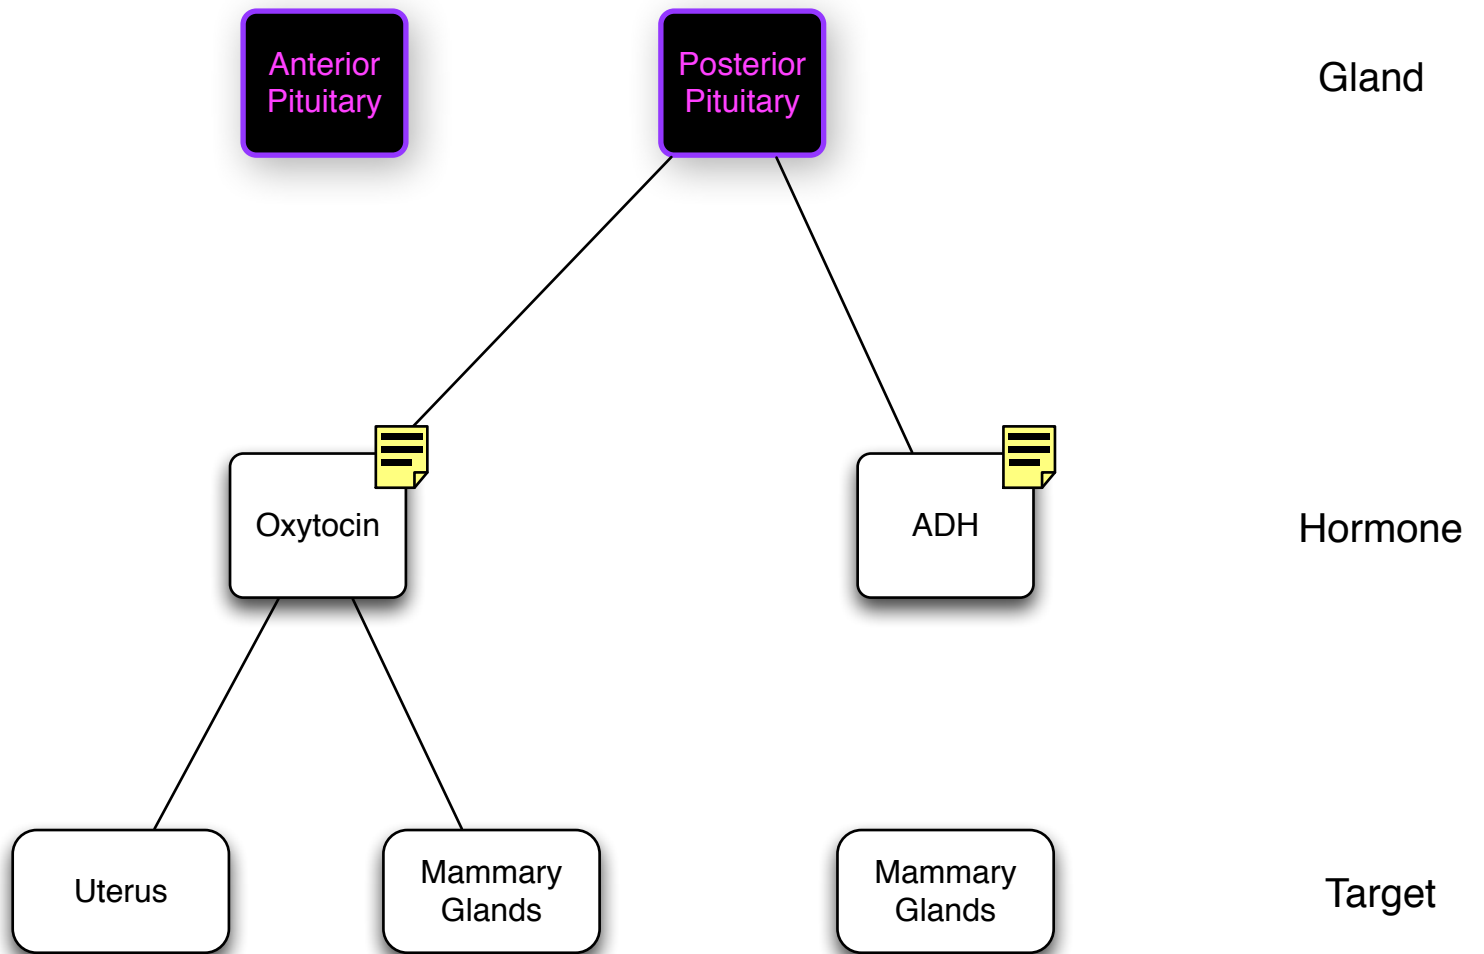 Anterior
Pituitary
Posterior
Pituitary
Gland
Oxytocin
ADH
Hormone
Uterus
Mammary
Glands
Mammary
Glands
Target